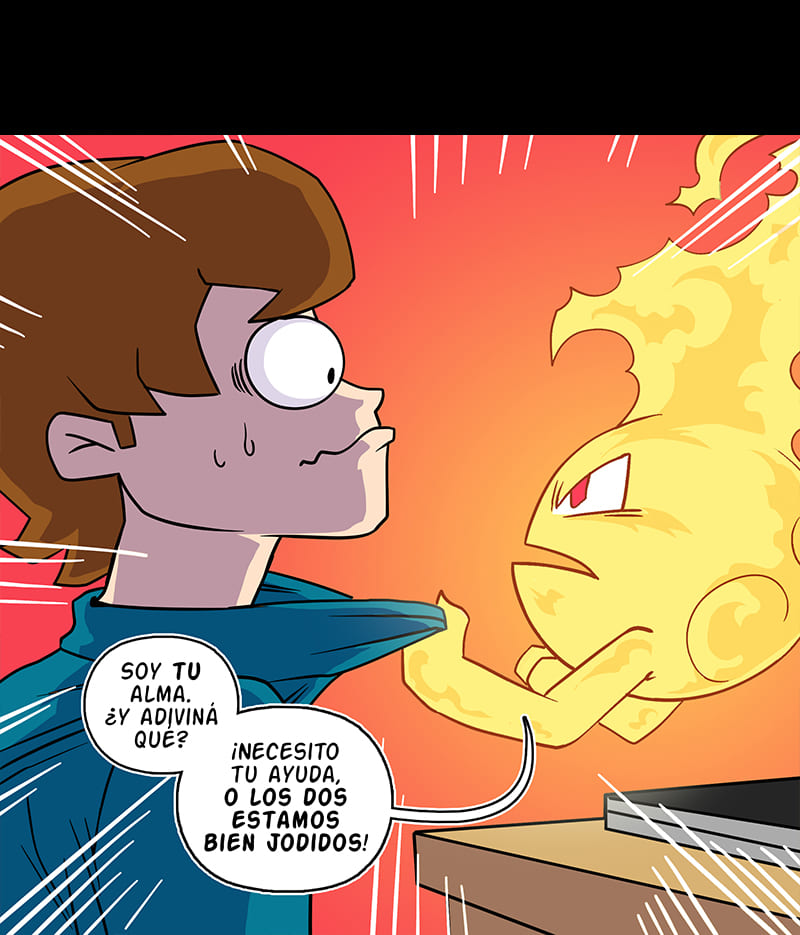 SOY TU
ALMA.
¿Y ADIVINÁ
QUÉ?
¡NECESITO
TU AYUDA,
O LOS DOS
ESTAMOS
BIEN JODIDOS!